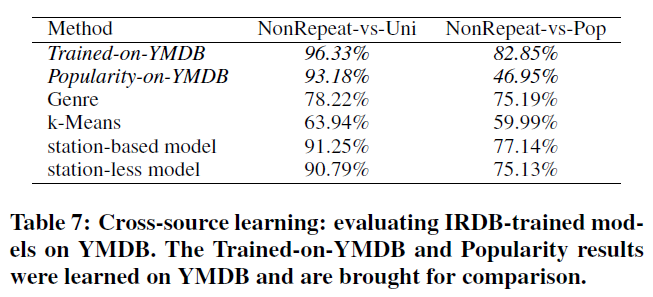 Method NonRepeat-vs-Uni NonRepeat-vs-Pop
Trained-on-YMDB 96.33% 82.85%
Popularity-on-YMDB 93.18% 46.95%
Genre 78.22% 75.19%
k-Means 63.94% 59.99%
station-based model 91.25% 77.14%
station-less model 90.79% 75.13%
Table 7: Cross-source learning: evaluating IRDB-trained mod-
els on YMDB. The Trained-on-YMDB and Popularity results
were learned on YMDB and are brought for comparison.